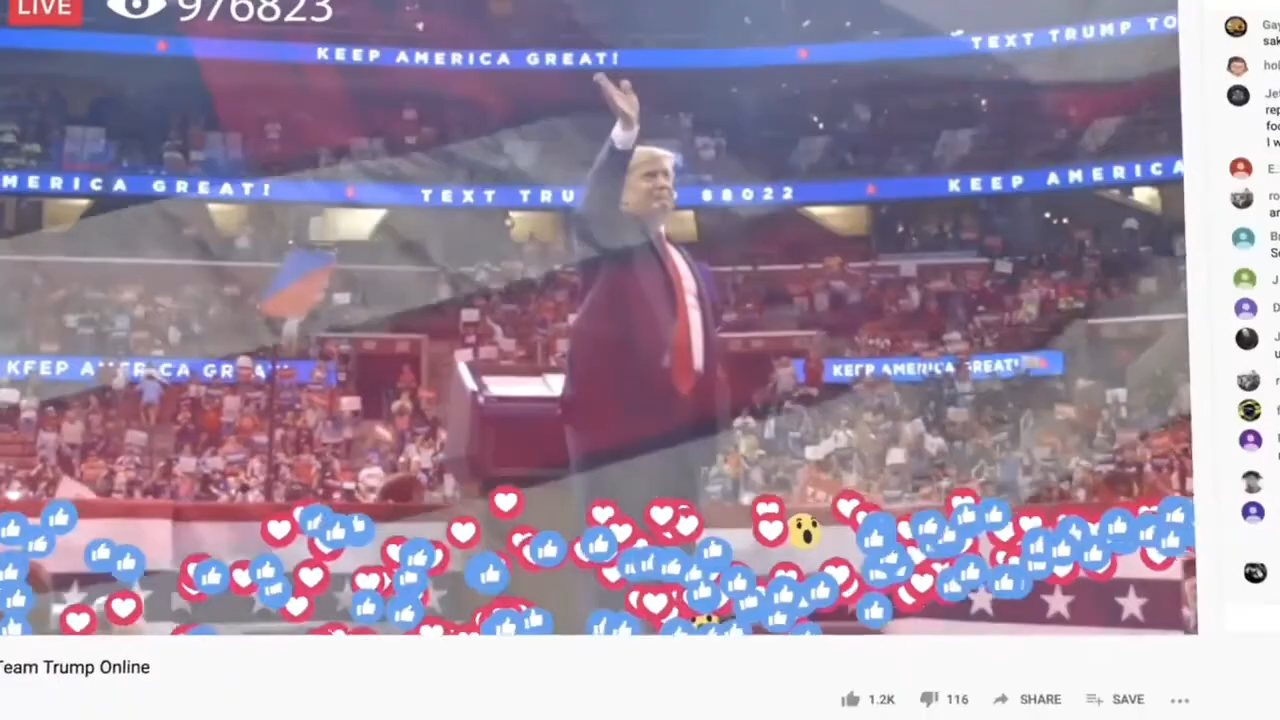 LIVE 976823
KEEP AMERICA GREAT!
TEXT TRUMP TO
MERICA GREAT!
TEXT TRU
88022
KEEP AMERICA
KEEP AMERICA GREAT!
Team Trump Online
1.2K
116
SHARE
SAVE
E..
J
D
J